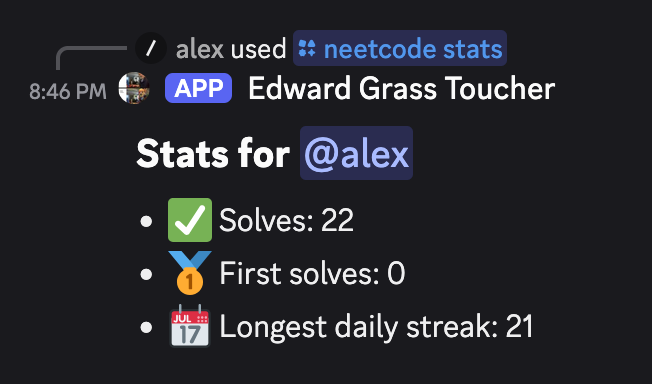 alex used neetcode stats
8:46 PM APP Edward Grass Toucher
Stats for @alex
• ✅ Solves: 22
• 🥇 First solves: 0
• 📅 Longest daily streak: 21